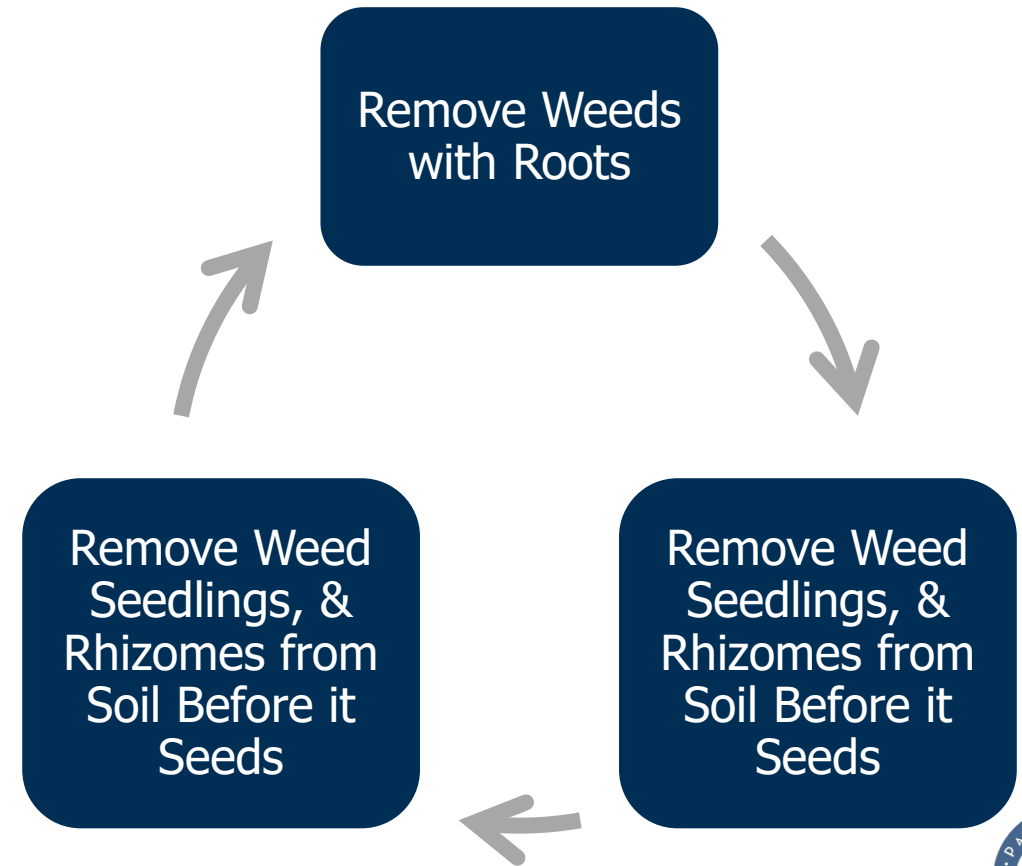 Remove Weeds
with Roots
Remove Weed
Seedlings, &
Rhizomes from
Soil Before it
Seeds
Remove Weed
Seedlings, &
Rhizomes from
Soil Before it
Seeds